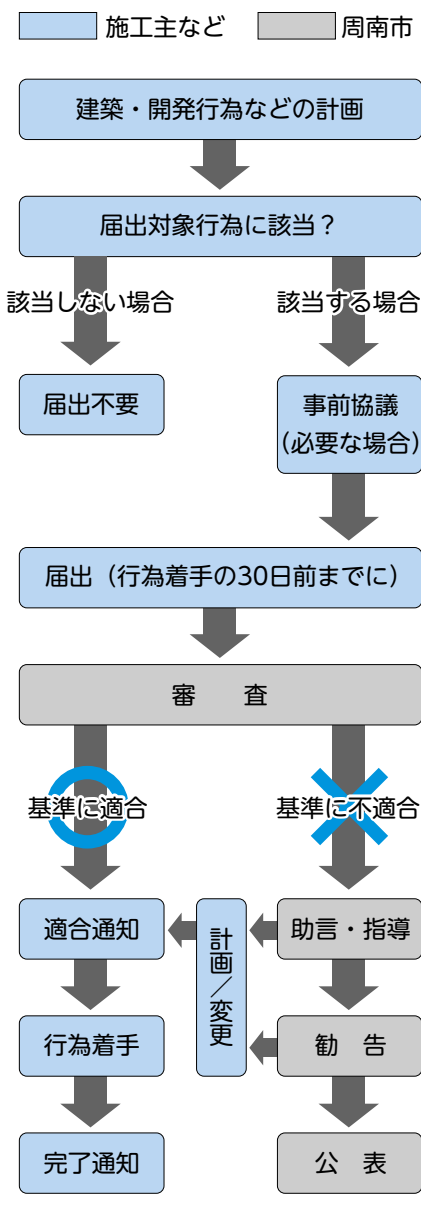 施工主など 周南市
建築・開発行為などの計画
届出対象行為に該当？
該当しない場合 該当する場合
届出不要
事前協議
(必要な場合)
届出（行為着手の30日前までに）
審　査
基準に適合 基準に不適合
適合通知
計画／変更
助言・指導
行為着手
勧　告
完了通知
公　表